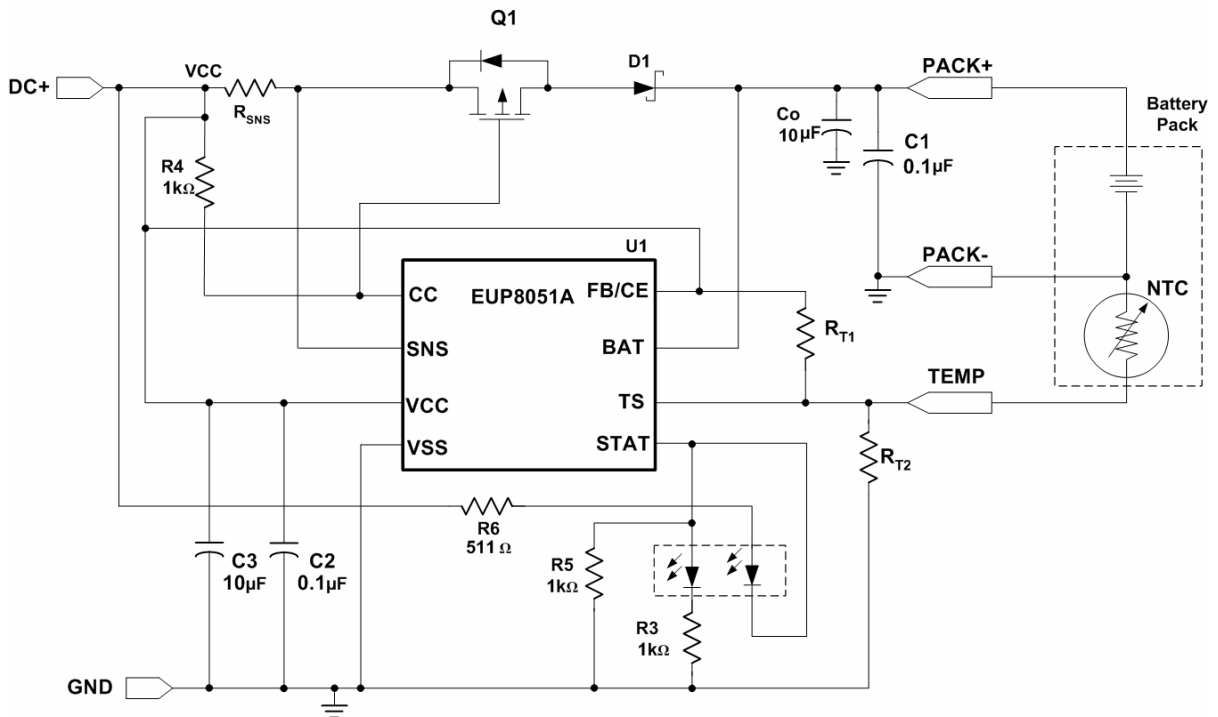 Q1
DC+
VCC
R_SNS
D1
PACK+
Battery
Pack
Co
10µF
C1
0.1µF
R4
1kΩ
U1
PACK-
CC
EUP8051A
FB/CE
NTC
R_T1
SNS
BAT
TEMP
VCC
TS
VSS
STAT
R_T2
R6
511 Ω
C3
10µF
C2
0.1µF
R5
1kΩ
R3
1kΩ
GND